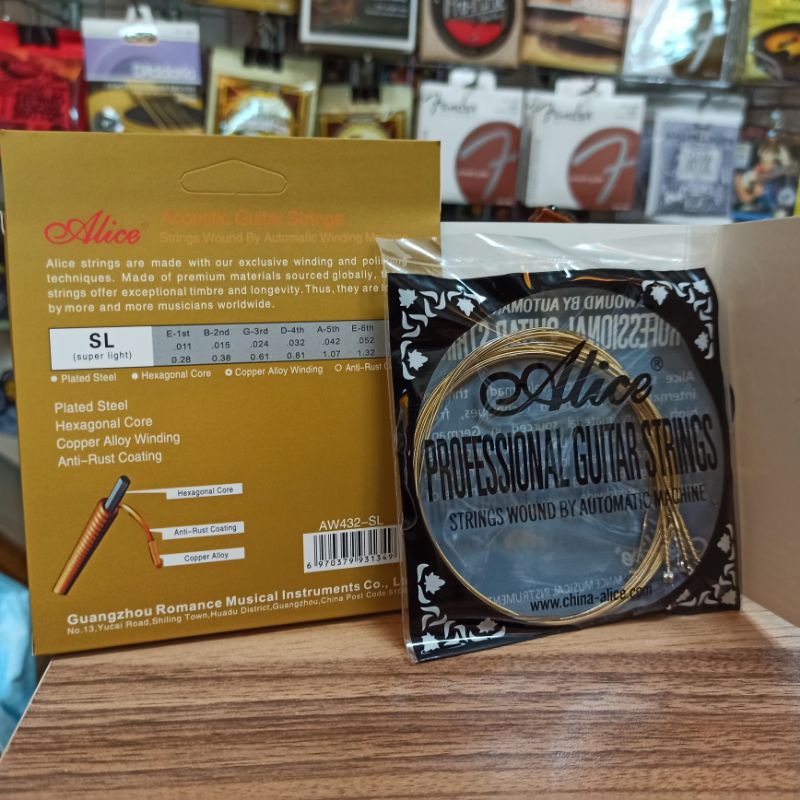 D'Addario
Fender
Fender
Alice®
Acoustic Guitar Strings
Strings Wound By Automatic Winding
Alice strings are made with our exclusive winding and
techniques. Made of premium materials sourced globally,
strings offer exceptional timbre and longevity. Thus, they are
by more and more musicians worldwide.
SL
(super light)
E-1st B-2nd G-3rd D-4th A-5th E-6th
.011 .015 .024 .032 .042 .052
0.28 0.38 0.61 0.81 1.07 1.32
Plated Steel Hexagonal Core Copper Alloy Winding
Plated Steel
Hexagonal Core
Copper Alloy Winding
Anti-Rust Coating
Hexagonal Core
Anti-Rust Coating
Copper Alloy
AW432-SL
6 970379 931349
Guangzhou Romance Musical Instruments Co.,
No.13, Yucai Road, Shiling Town, Huadu District, Guangzhou, China Post Code:
Alice®
PROFESSIONAL GUITAR STRINGS
STRINGS WOUND BY AUTOMATIC MACHINE
www.china-alice.com